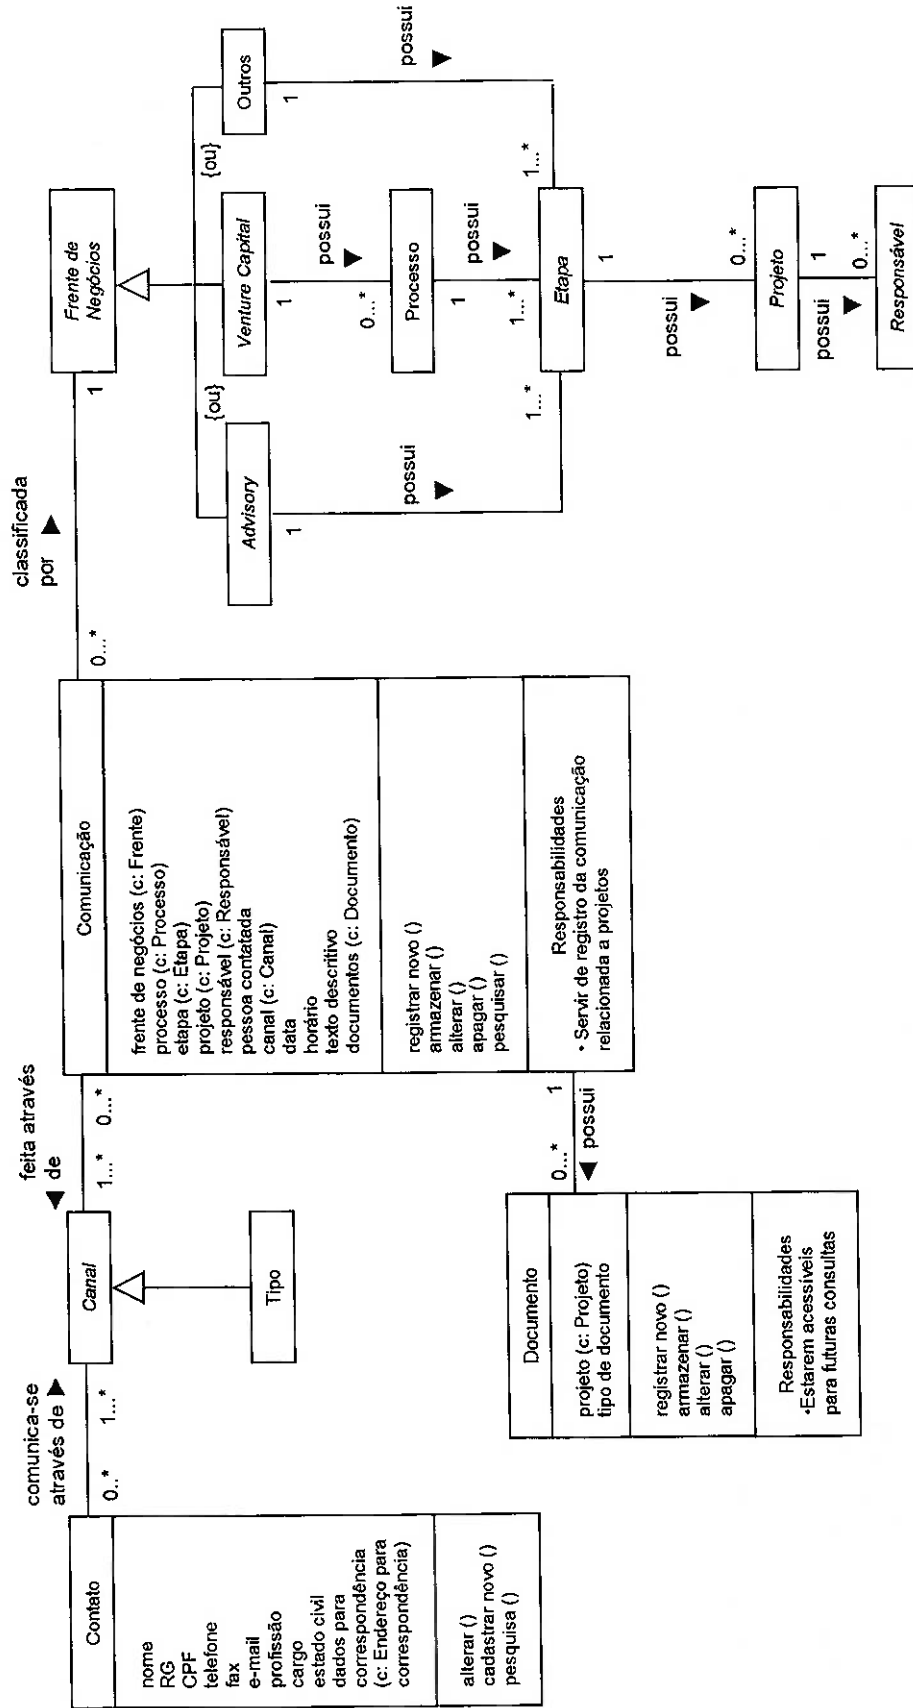 Contato
nome
RG
CPF
telefone
fax
e-mail
profissão
cargo
estado civil
dados para
correspondência
(c: Endereço para
correspondência)
alterar ()
cadastrar novo ()
pesquisa ()
comunica-se
através de ▶
0...*
1...*
Canal
Tipo
feita através
◀ de
1...*
0...*
Comunicação
frente de negócios (c: Frente)
processo (c: Processo)
etapa (c: Etapa)
projeto (c: Projeto)
responsável (c: Responsável)
pessoa contatada
canal (c: Canal)
data
horário
texto descritivo
documentos (c: Documento)
registrar novo ()
armazenar ()
alterar ()
apagar ()
pesquisar ()
Responsabilidades
• Servir de registro da comunicação
relacionada a projetos
0...*
1
◀ possui
Documento
projeto (c: Projeto)
tipo de documento
registrar novo ()
armazenar ()
alterar ()
apagar ()
Responsabilidades
•Estarem acessíveis
para futuras consultas
classificada
por ▶
0...*
1
Frente de
Negócios
{ou}
{ou}
Advisory
Venture Capital
Outros
1
possui
▼
1...*
1
possui
▼
0...*
Processo
1
possui
▼
1...*
1
possui
▼
1...*
Etapa
1
possui
▼
0...*
Projeto
1
possui
▼
0...*
Responsável